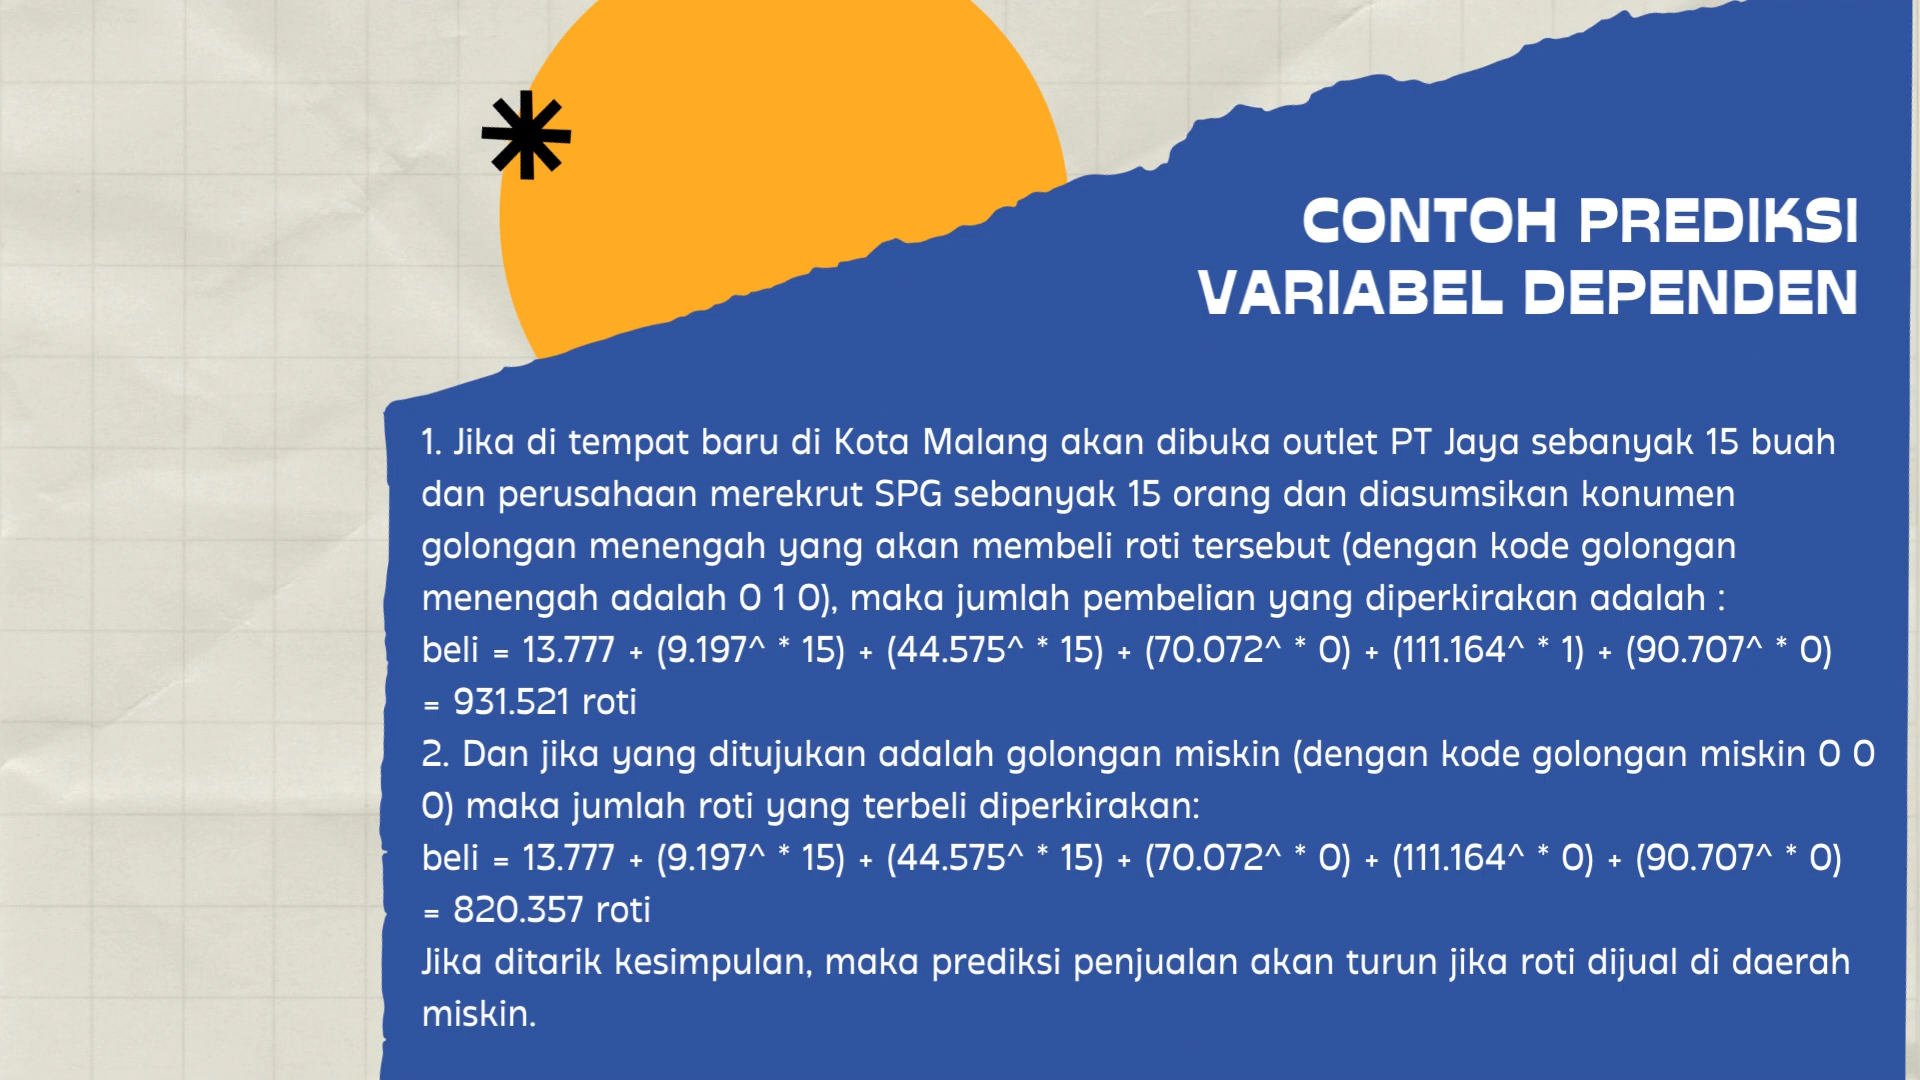 CONTOH PREDIKSI
VARIABEL DEPENDEN
1. Jika di tempat baru di Kota Malang akan dibuka outlet PT Jaya sebanyak 15 buah
dan perusahaan merekrut SPG sebanyak 15 orang dan diasumsikan konumen
golongan menengah yang akan membeli roti tersebut (dengan kode golongan
menengah adalah 0 1 0), maka jumlah pembelian yang diperkirakan adalah :
beli = 13.777 + (9.197^ * 15) + (44.575^ * 15) + (70.072^ * 0) + (111.164^ * 1) + (90.707^ * 0)
= 931.521 roti
2. Dan jika yang ditujukan adalah golongan miskin (dengan kode golongan miskin 0 0
0) maka jumlah roti yang terbeli diperkirakan:
beli = 13.777 + (9.197^ * 15) + (44.575^ * 15) + (70.072^ * 0) + (111.164^ * 0) + (90.707^ * 0)
= 820.357 roti
Jika ditarik kesimpulan, maka prediksi penjualan akan turun jika roti dijual di daerah
miskin.